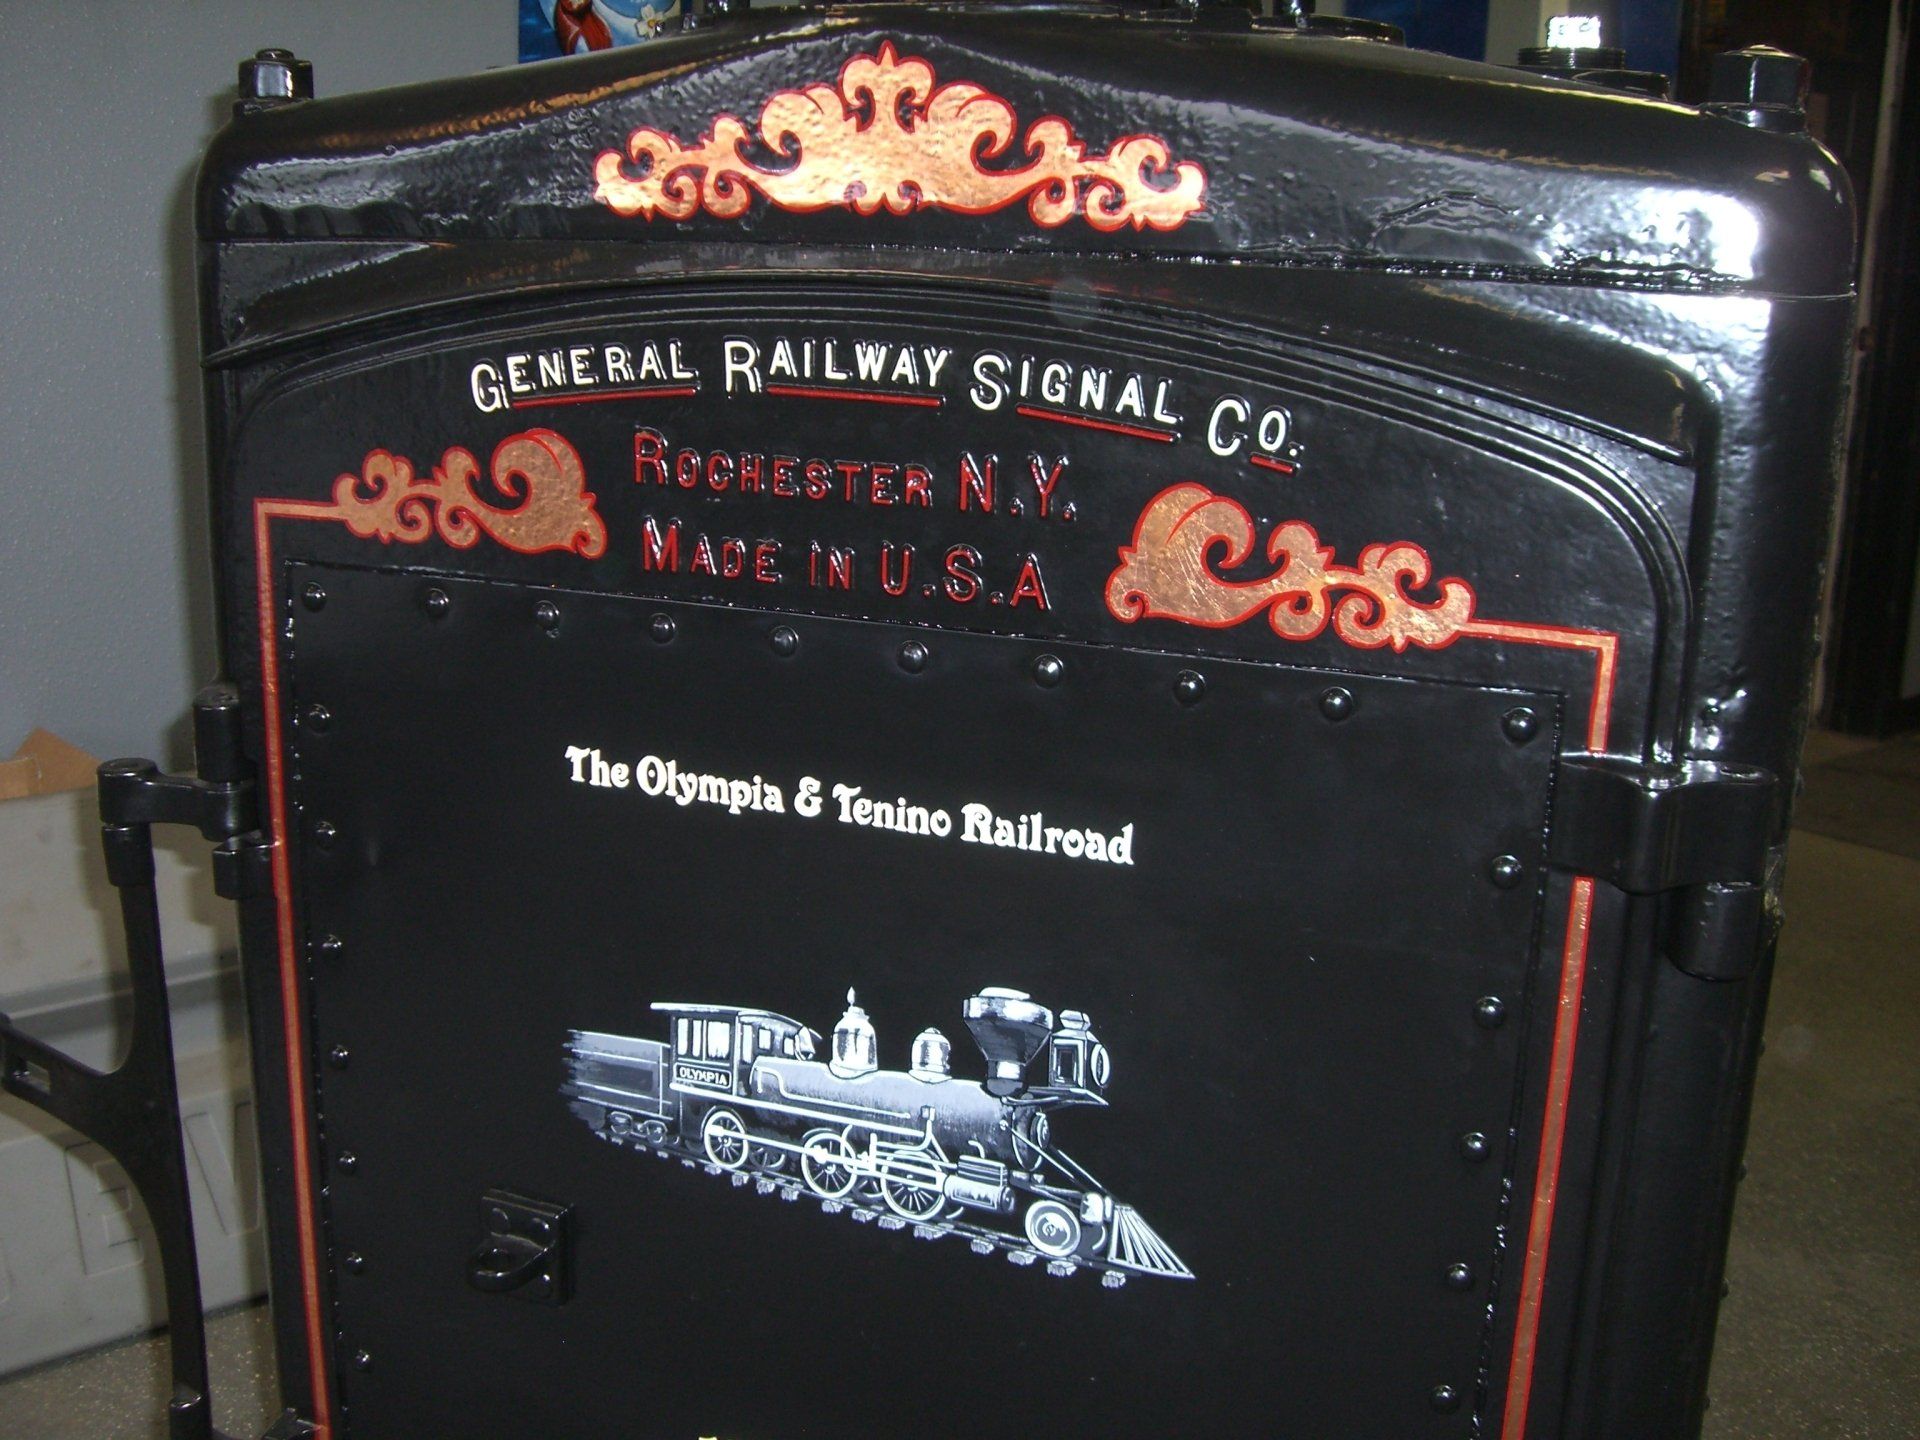 GENERAL RAILWAY SIGNAL CO.
ROCHESTER N.Y.
MADE IN U.S.A
The Olympia & Tenino Railroad
OLYMPIA